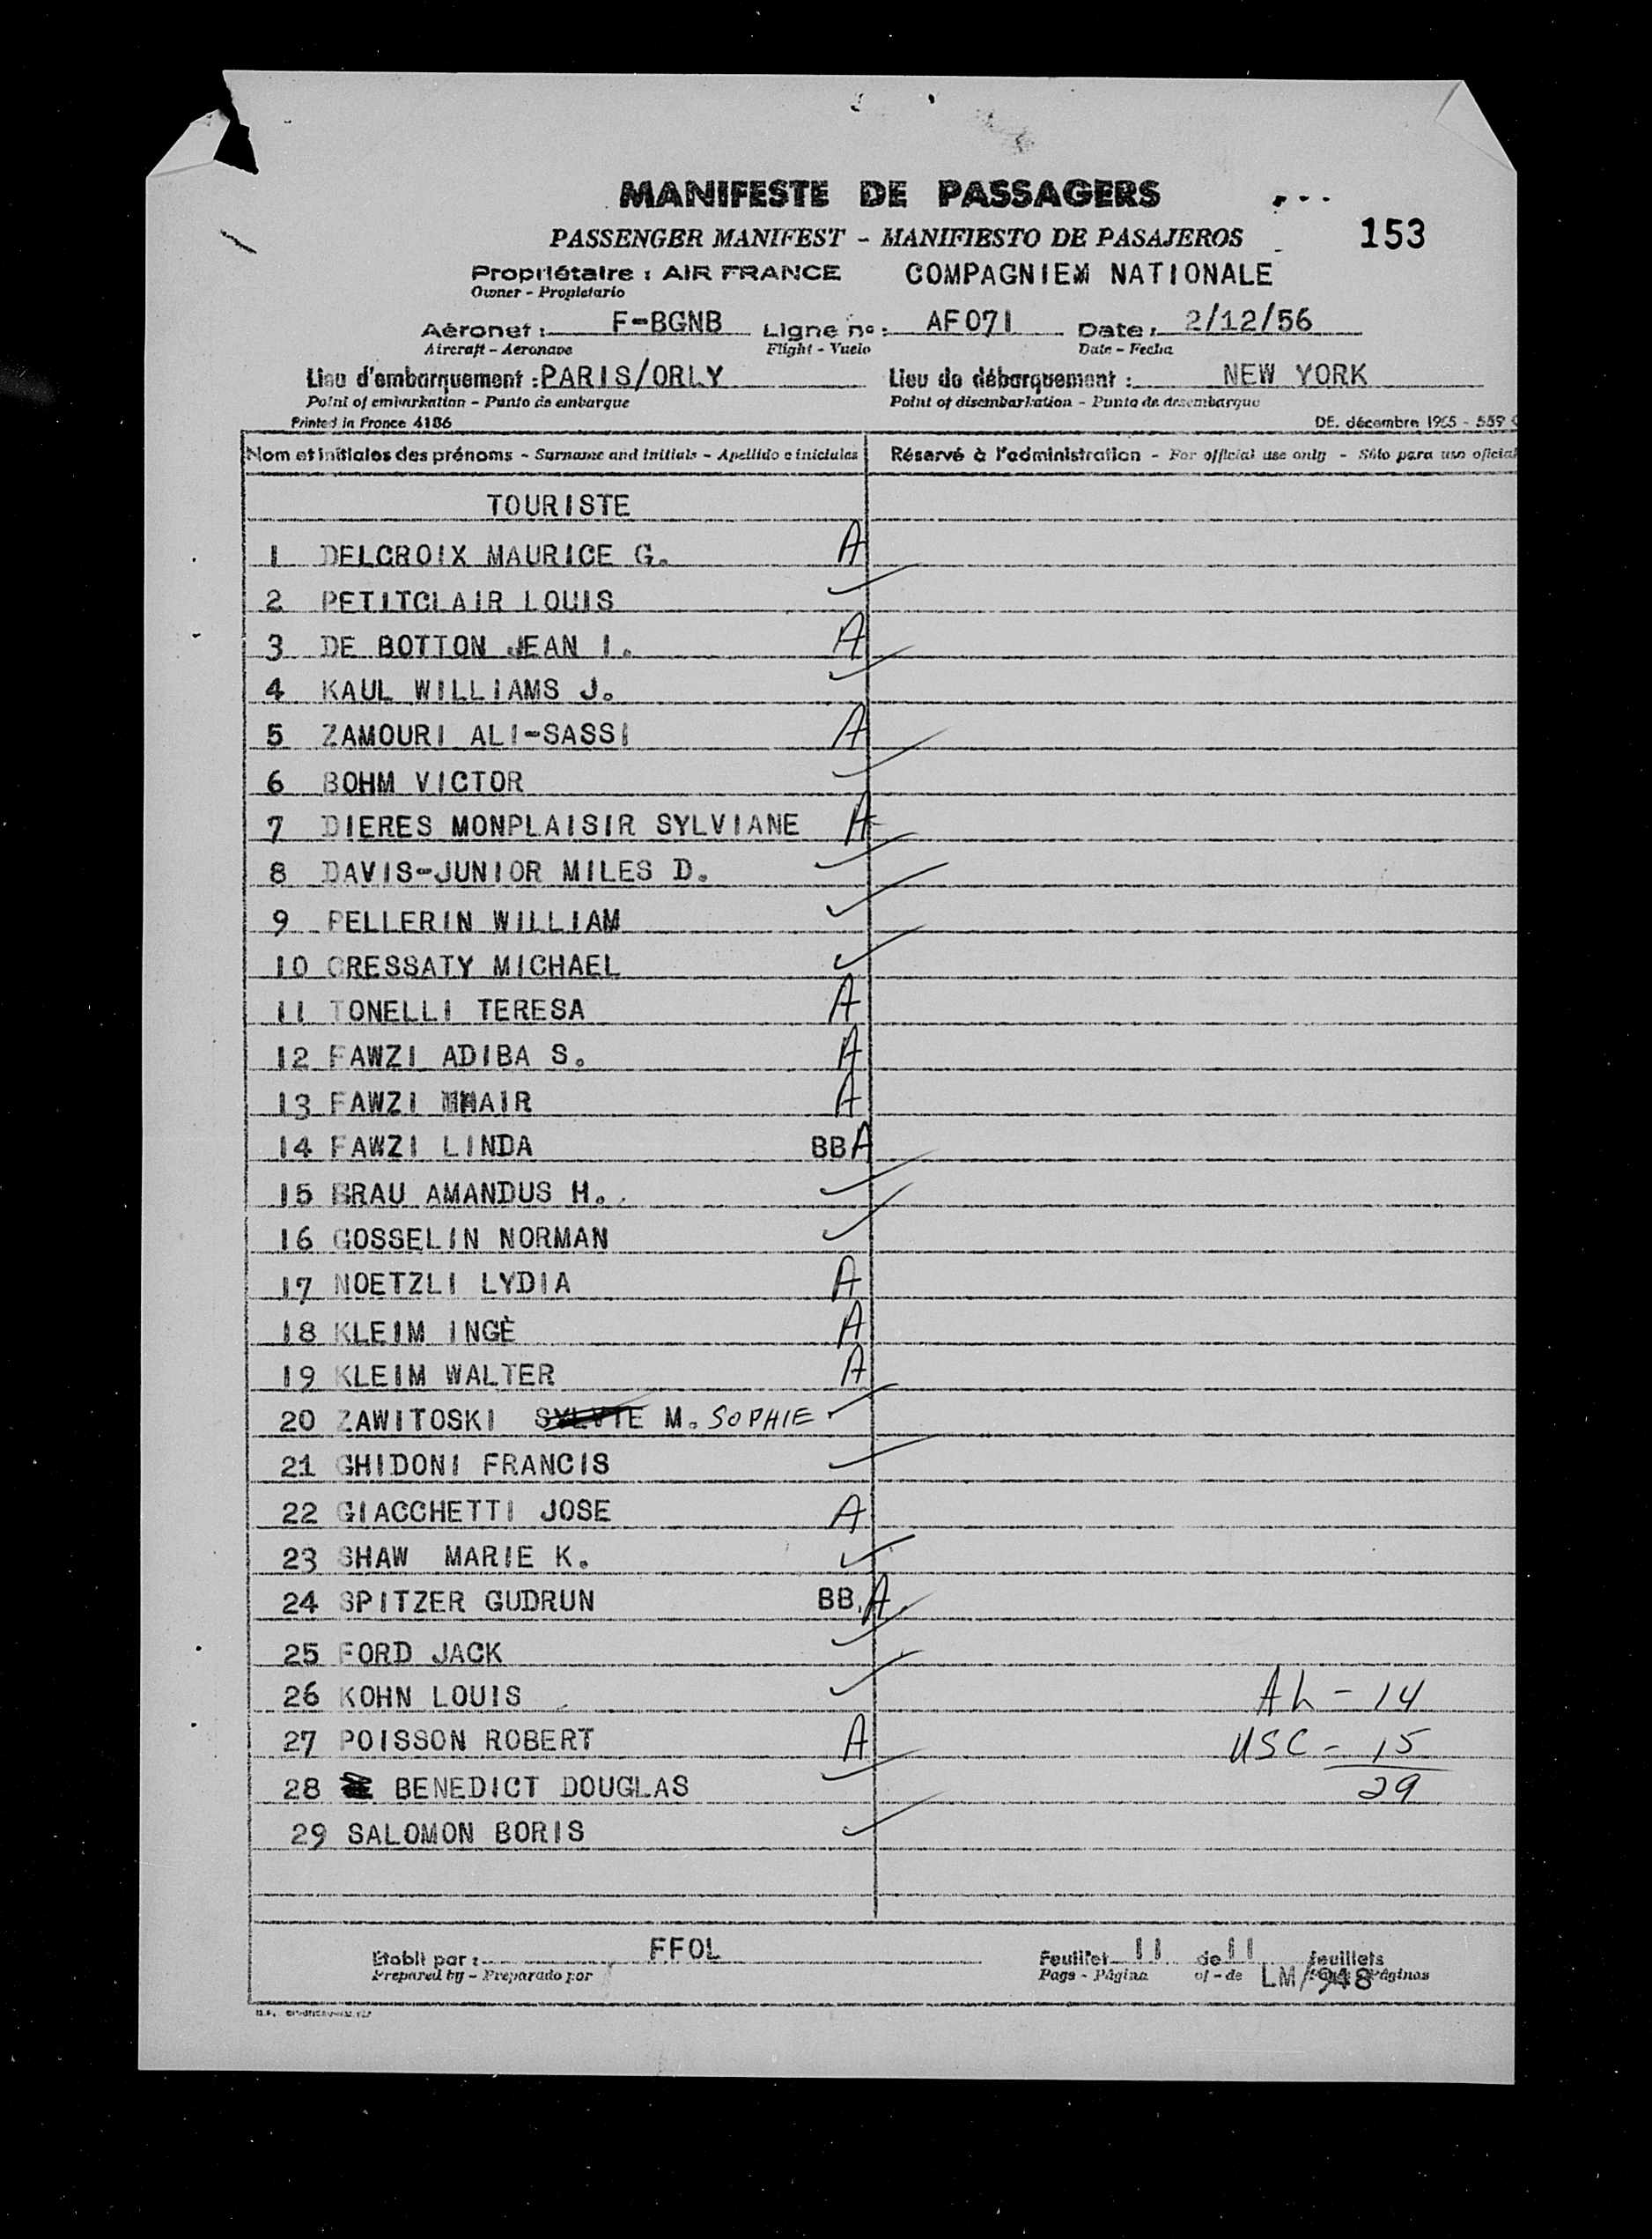 MANIFESTE DE PASSAGERS
PASSENGER MANIFEST - MANIFIESTO DE PASAJEROS
153
Propriétaire : AIR FRANCE COMPAGNIEM NATIONALE
Owner - Propietario
Aéronef : F-BGNB Ligne no : AF071 Date : 2/12/56
Aircraft - Aeronave Flight - Vuelo Date - Fecha
Lieu d'embarquement : PARIS/ORLY Lieu de débarquement : NEW YORK
Point of embarkation - Punto de embarque Point of disembarkation - Punto de desembarque
Printed in France 4186 DE. décembre 1955 - 559
Nom et initiales des prénoms - Surname and initials - Apellido e iniciales Réservé à l'administration - For official use only - Sólo para uso oficial
TOURISTE
1 DELCROIX MAURICE G. A
2 PETITCLAIR LOUIS ✓
3 DE BOTTON JEAN I. A
4 KAUL WILLIAMS J. ✓
5 ZAMOURI ALI-SASSI A
6 BOHM VICTOR ✓
7 DIERES MONPLAISIR SYLVIANE A
8 DAVIS-JUNIOR MILES D. ✓
9 PELLERIN WILLIAM ✓
10 CRESSATY MICHAEL ✓
11 TONELLI TERESA A
12 FAWZI ADIBA S. A
13 FAWZI MHAIR A
14 FAWZI LINDA BB A
15 BRAU AMANDUS H. ✓
16 GOSSELIN NORMAN ✓
17 NOETZLI LYDIA A
18 KLEIM INGÈ A
19 KLEIM WALTER A
20 ZAWITOSKI SYLVIE M. SOPHIE ✓
21 GHIDONI FRANCIS ✓
22 GIACCHETTI JOSE A
23 SHAW MARIE K. ✓
24 SPITZER GUDRUN BB. A
25 FORD JACK ✓
26 KOHN LOUIS ✓ AL - 14
27 POISSON ROBERT A USC - 15
28 BENEDICT DOUGLAS ✓ 29
29 SALOMON BORIS ✓
Etabli par : FFOL Feuillet 11 de 11 feuillets
Prepared by - Preparado por Page - Página of - de LM/948 Páginas